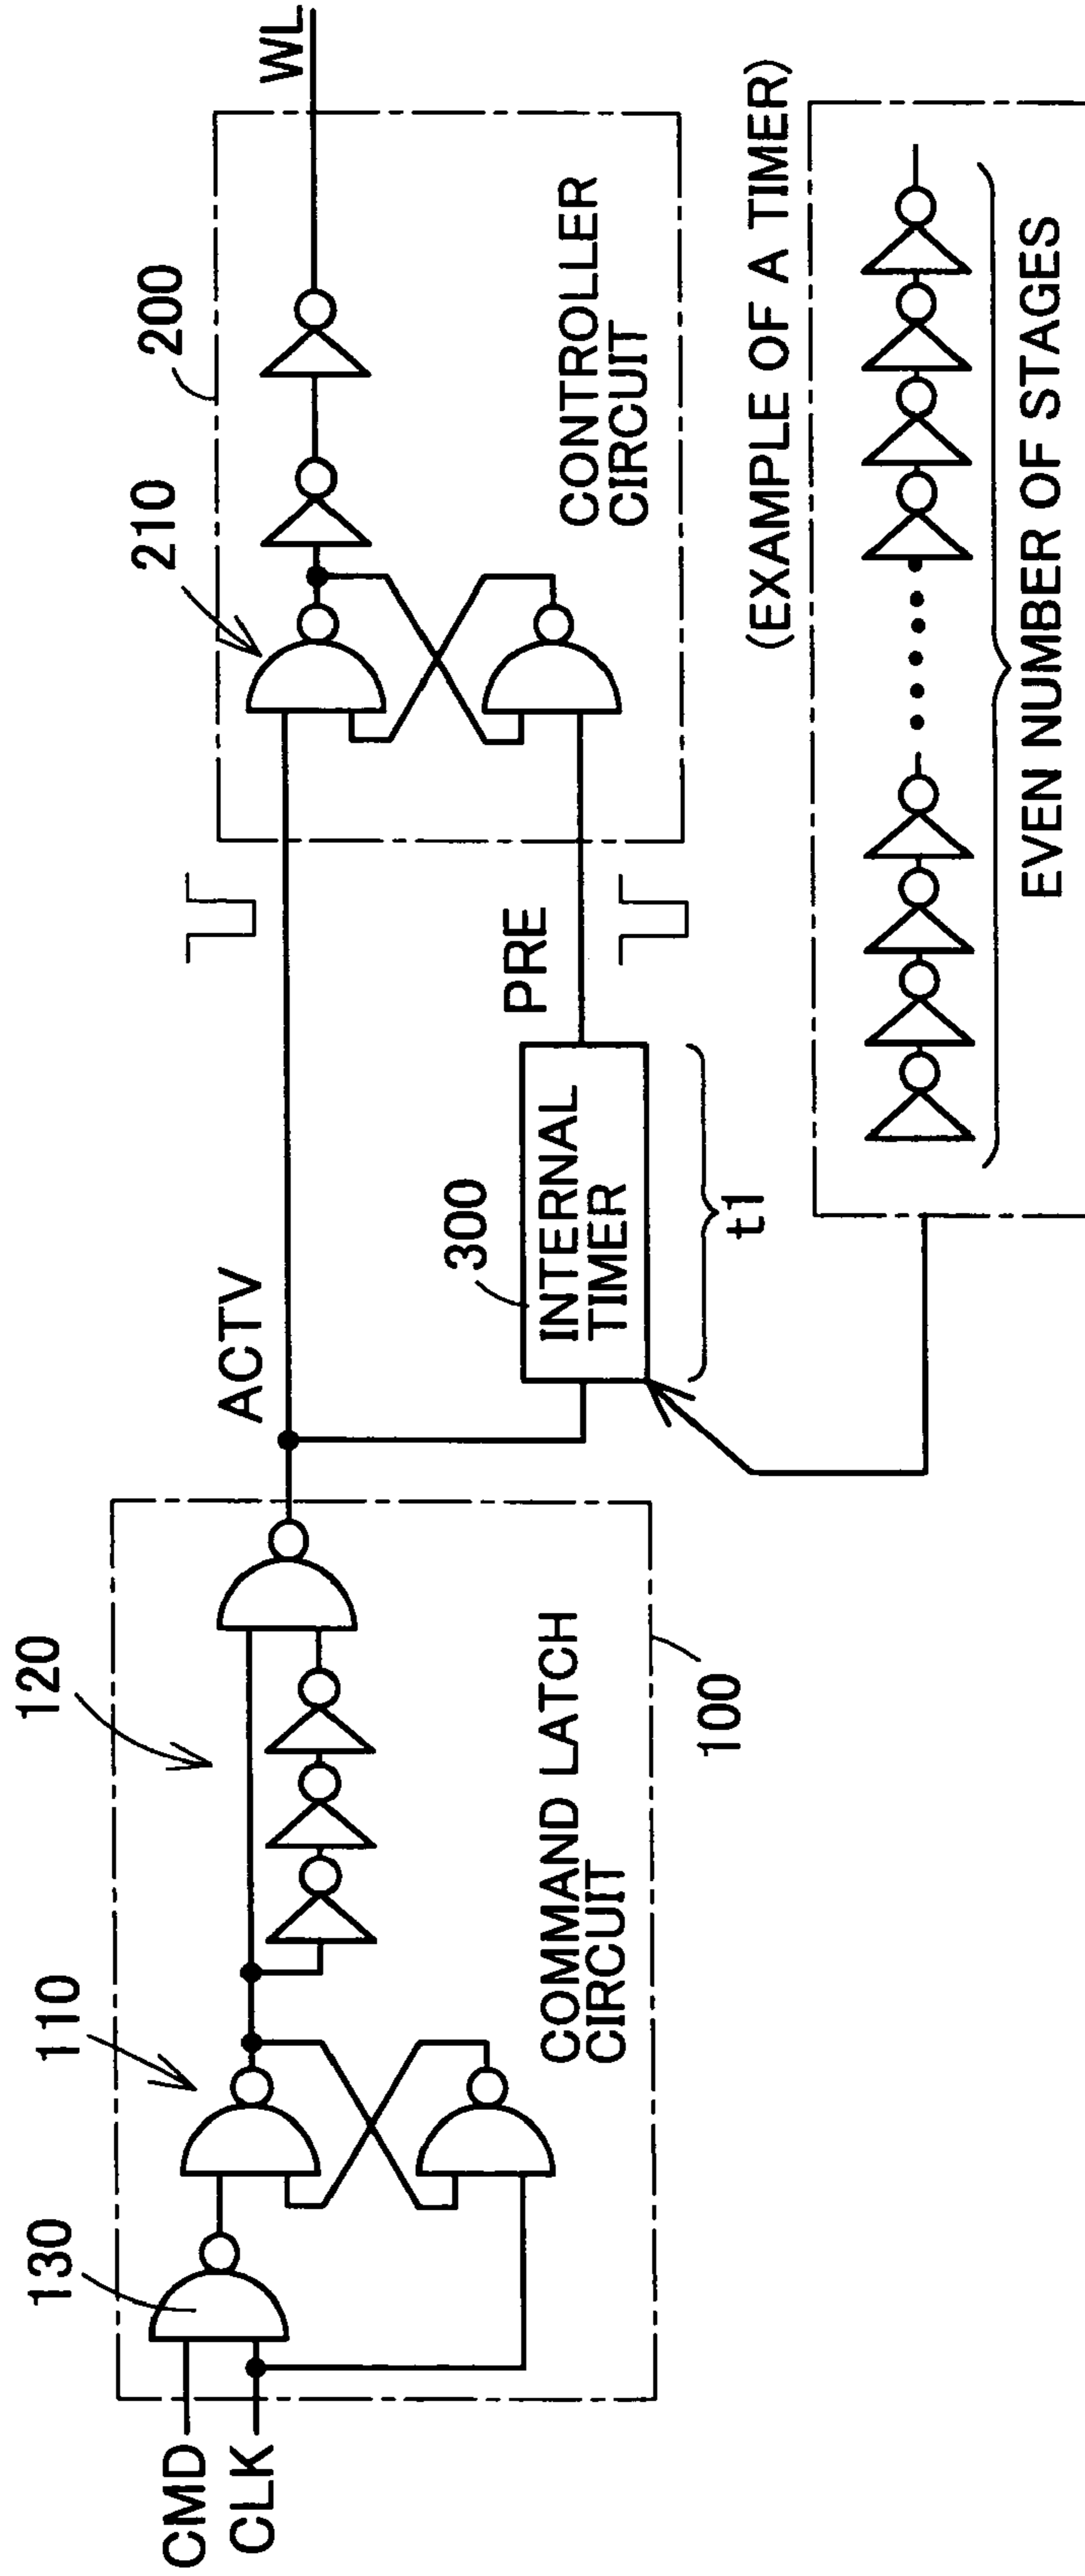 CMD
CLK
130
110
120
COMMAND LATCH
CIRCUIT
100
ACTV
300
INTERNAL
TIMER
t1
PRE
210
200
CONTROLLER
CIRCUIT
WL
(EXAMPLE OF A TIMER)
EVEN NUMBER OF STAGES